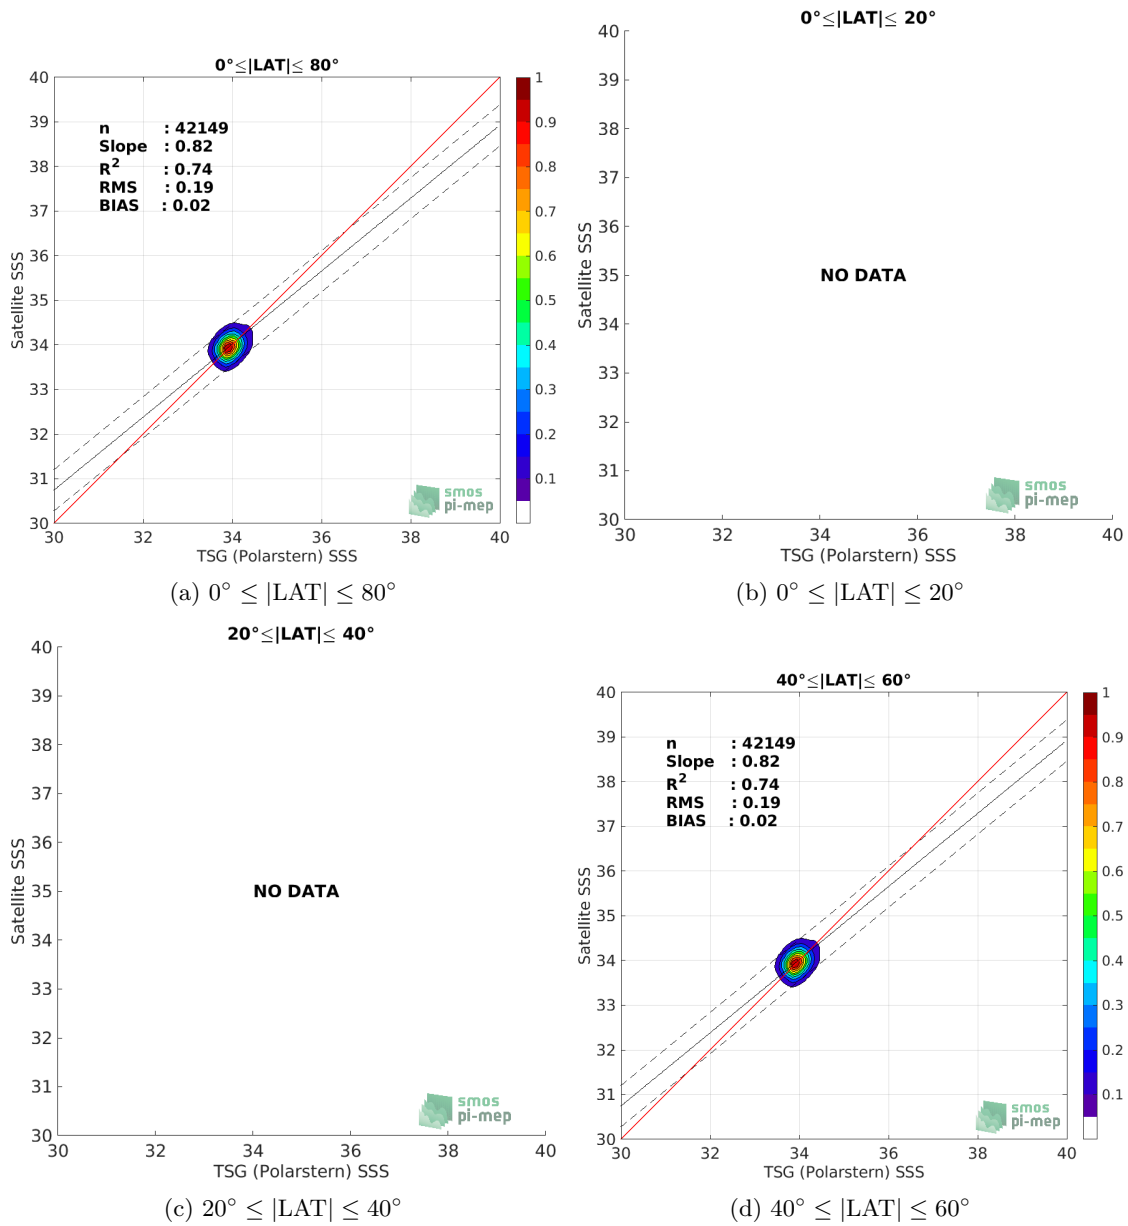 0°≤|LAT|≤ 80°
40
39
38
37
36
35
34
33
32
31
30
Satellite SSS
n : 42149
Slope : 0.82
R2 : 0.74
RMS : 0.19
BIAS : 0.02
smos
pi-mep
30 32 34 36 38 40
TSG (Polarstern) SSS
1
0.9
0.8
0.7
0.6
0.5
0.4
0.3
0.2
0.1
(a) 0° ≤ |LAT| ≤ 80°
0°≤|LAT|≤ 20°
40
39
38
37
36
35
34
33
32
31
30
Satellite SSS
NO DATA
smos
pi-mep
30 32 34 36 38 40
TSG (Polarstern) SSS
(b) 0° ≤ |LAT| ≤ 20°
20°≤|LAT|≤ 40°
40
39
38
37
36
35
34
33
32
31
30
Satellite SSS
NO DATA
smos
pi-mep
30 32 34 36 38 40
TSG (Polarstern) SSS
(c) 20° ≤ |LAT| ≤ 40°
40°≤|LAT|≤ 60°
40
39
38
37
36
35
34
33
32
31
30
Satellite SSS
n : 42149
Slope : 0.82
R2 : 0.74
RMS : 0.19
BIAS : 0.02
smos
pi-mep
30 32 34 36 38 40
TSG (Polarstern) SSS
1
0.9
0.8
0.7
0.6
0.5
0.4
0.3
0.2
0.1
(d) 40° ≤ |LAT| ≤ 60°